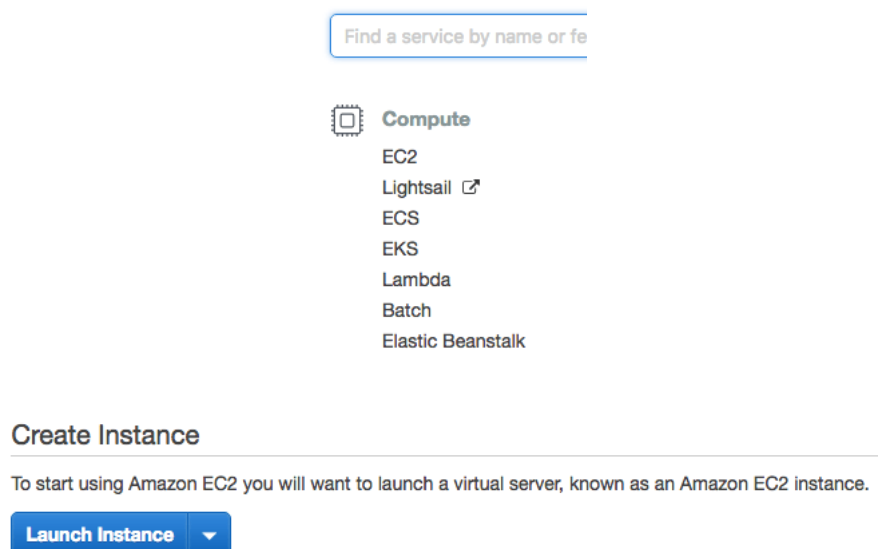 Find a service by name or fe
Compute
EC2
Lightsail
ECS
EKS
Lambda
Batch
Elastic Beanstalk
Create Instance
To start using Amazon EC2 you will want to launch a virtual server, known as an Amazon EC2 instance.
Launch Instance